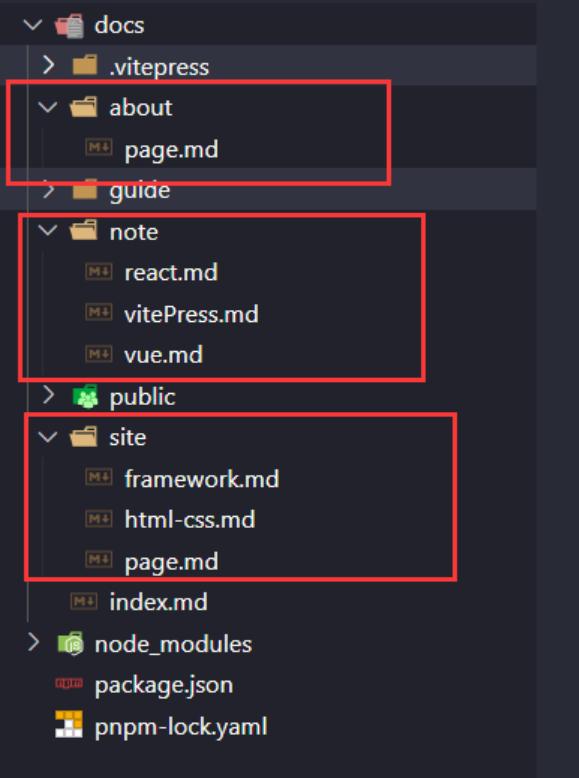 docs
.vitepress
about
page.md
guide
note
react.md
vitePress.md
vue.md
public
site
framework.md
html-css.md
page.md
index.md
node_modules
package.json
pnpm-lock.yaml